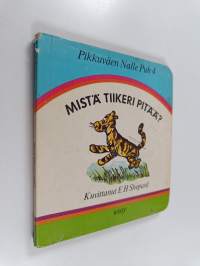 Pikkuväen Nalle Puh 4
MISTÄ TIIKERI PITÄÄ?
Kuvittanut E H Shepard
WSOY